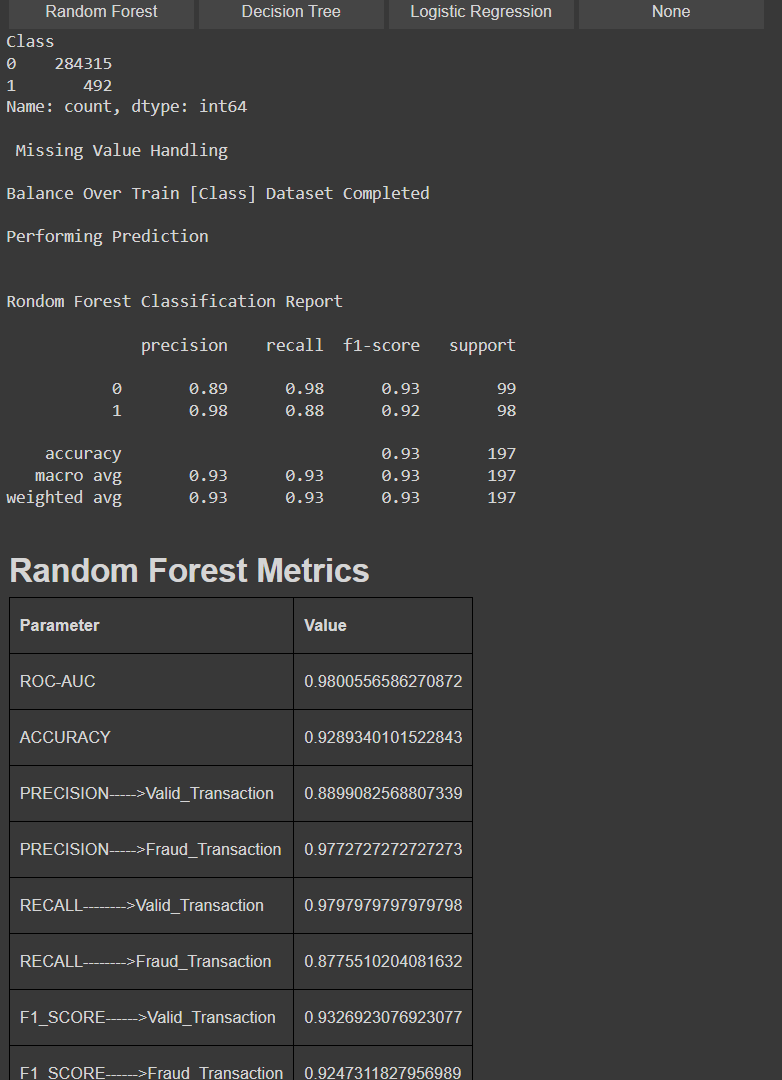 Random Forest Decision Tree Logistic Regression None
Class
0 284315
1 492
Name: count, dtype: int64
Missing Value Handling
Balance Over Train [Class] Dataset Completed
Performing Prediction
Rondom Forest Classification Report
precision recall f1-score support
0 0.89 0.98 0.93 99
1 0.98 0.88 0.92 98
accuracy 0.93 197
macro avg 0.93 0.93 0.93 197
weighted avg 0.93 0.93 0.93 197
Random Forest Metrics
Parameter Value
ROC-AUC 0.9800556586270872
ACCURACY 0.9289340101522843
PRECISION----->Valid_Transaction 0.8899082568807339
PRECISION----->Fraud_Transaction 0.9772727272727273
RECALL-------->Valid_Transaction 0.9797979797979798
RECALL-------->Fraud_Transaction 0.8775510204081632
F1_SCORE------>Valid_Transaction 0.9326923076923077
F1_SCORE------>Fraud_Transaction 0.9247311827956989